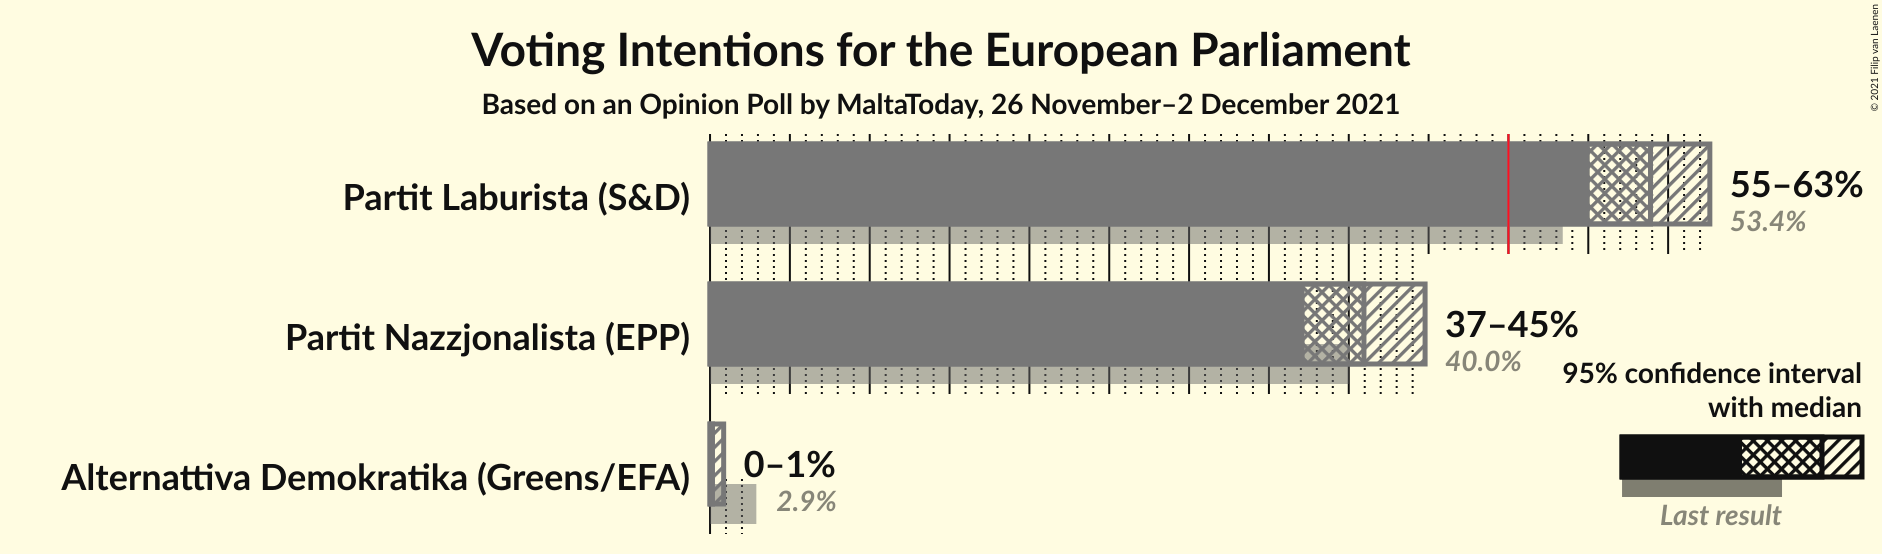 Voting Intentions for the European Parliament
Based on an Opinion Poll by MaltaToday, 26 November–2 December 2021
© 2021 Filip van Laenen
Partit Laburista (S&D)
55–63%
53.4%
Partit Nazzjonalista (EPP)
37–45%
40.0%
Alternattiva Demokratika (Greens/EFA)
0–1%
2.9%
95% confidence interval
with median
Last result